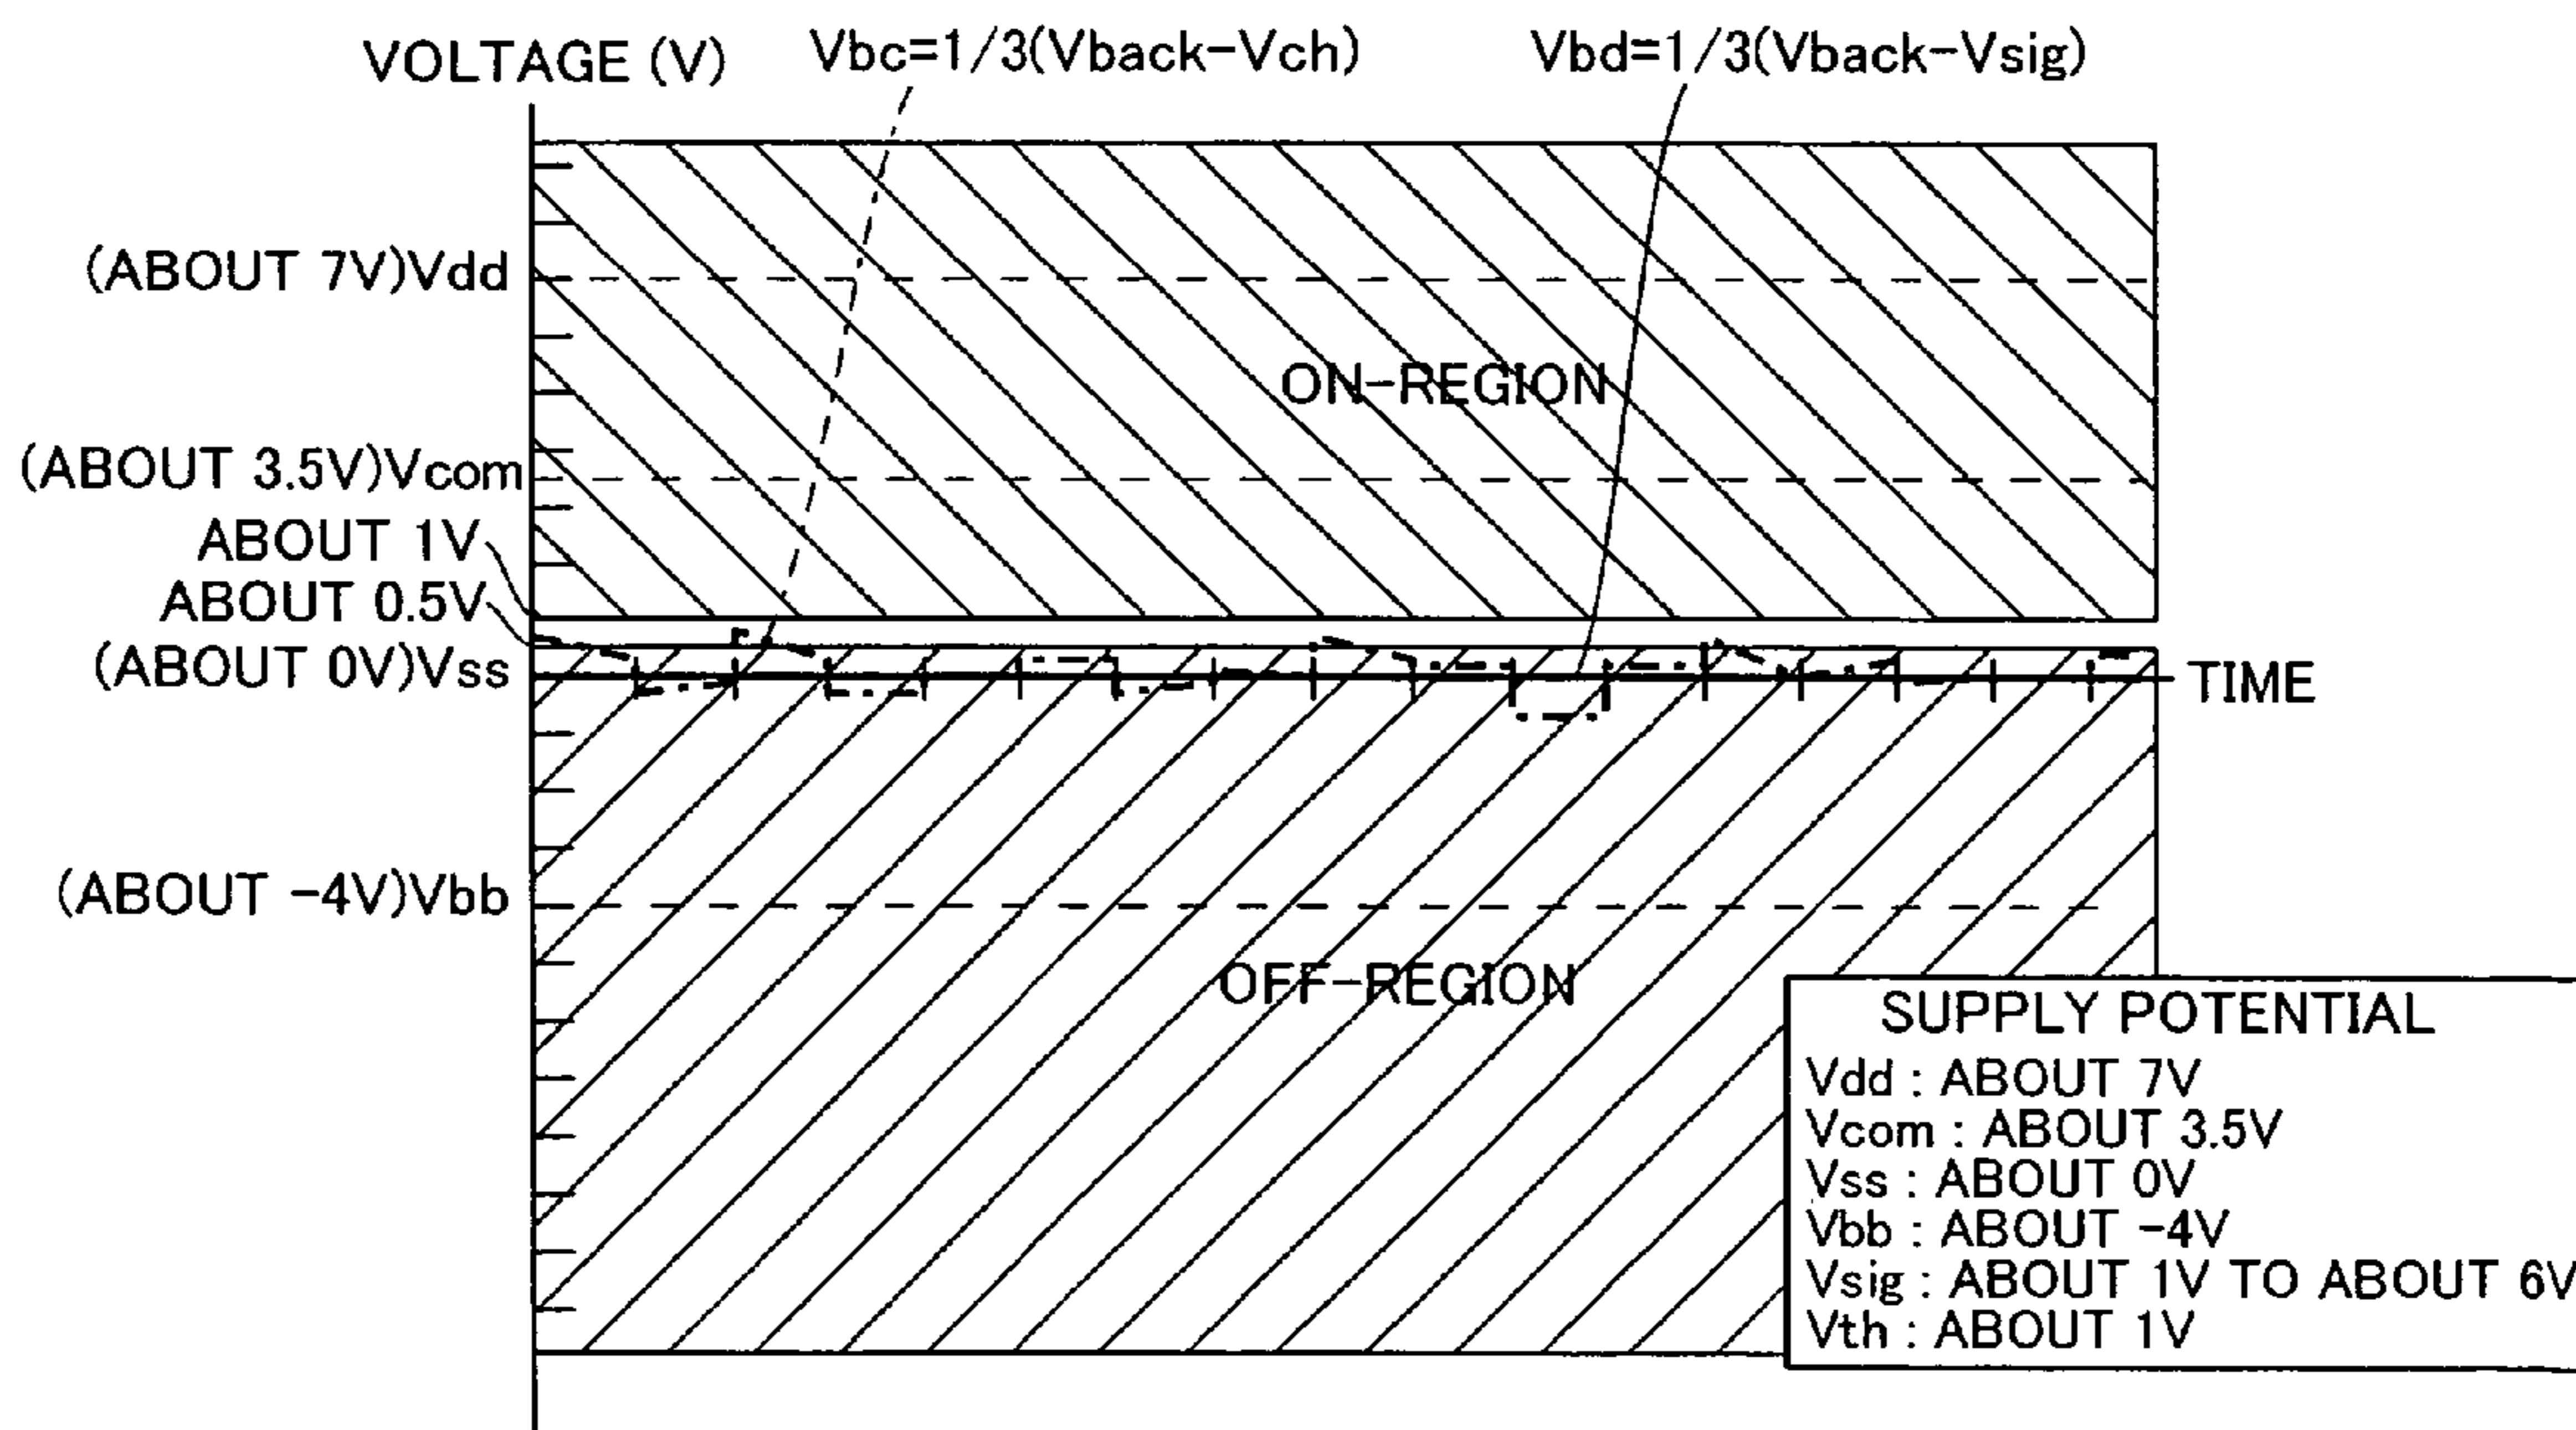 VOLTAGE (V)
Vbc=1/3(Vback-Vch)
Vbd=1/3(Vback-Vsig)
(ABOUT 7V)Vdd
ON-REGION
(ABOUT 3.5V)Vcom
ABOUT 1V
ABOUT 0.5V
(ABOUT 0V)Vss
TIME
(ABOUT -4V)Vbb
OFF-REGION
SUPPLY POTENTIAL
Vdd : ABOUT 7V
Vcom : ABOUT 3.5V
Vss : ABOUT 0V
Vbb : ABOUT -4V
Vsig : ABOUT 1V TO ABOUT 6V
Vth : ABOUT 1V